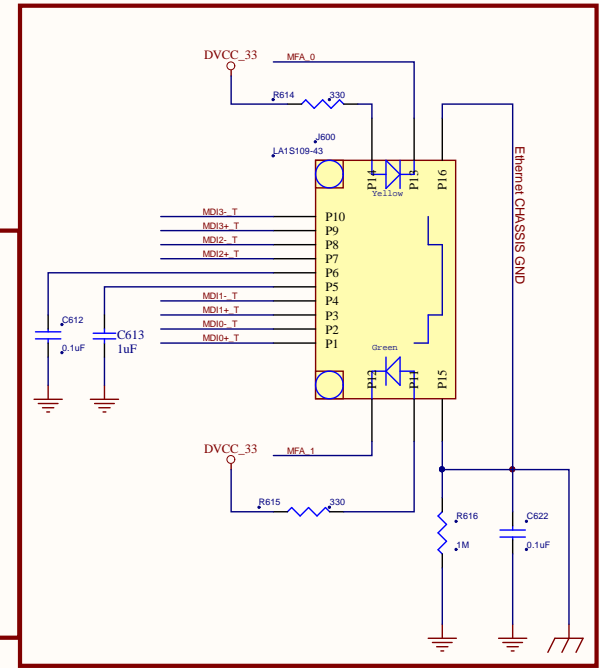 DVCC_33
MFA_0
R614
330
J600
LA1S109-43
P14
P13
P16
Yellow
Ethernet CHASSIS GND
MDI3-_T
P10
MDI3+_T
P9
MDI2-_T
P8
MDI2+_T
P7
P6
P5
MDI1-_T
P4
MDI1+_T
P3
MDI0-_T
P2
MDI0+_T
P1
C612
0.1uF
C613
1uF
Green
P12
P11
P15
DVCC_33
MFA_1
R615
330
R616
1M
C622
0.1uF